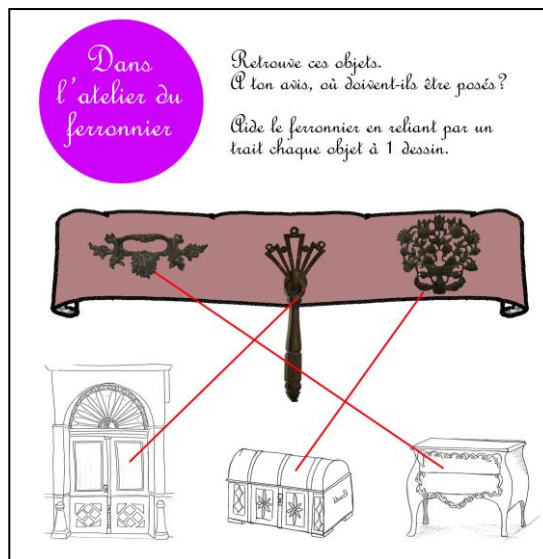 Dans
l'atelier du
ferronnier
Retrouve ces objets.
A ton avis, où doivent-ils être posés ?
Aide le ferronnier en reliant par un
trait chaque objet à 1 dessin.